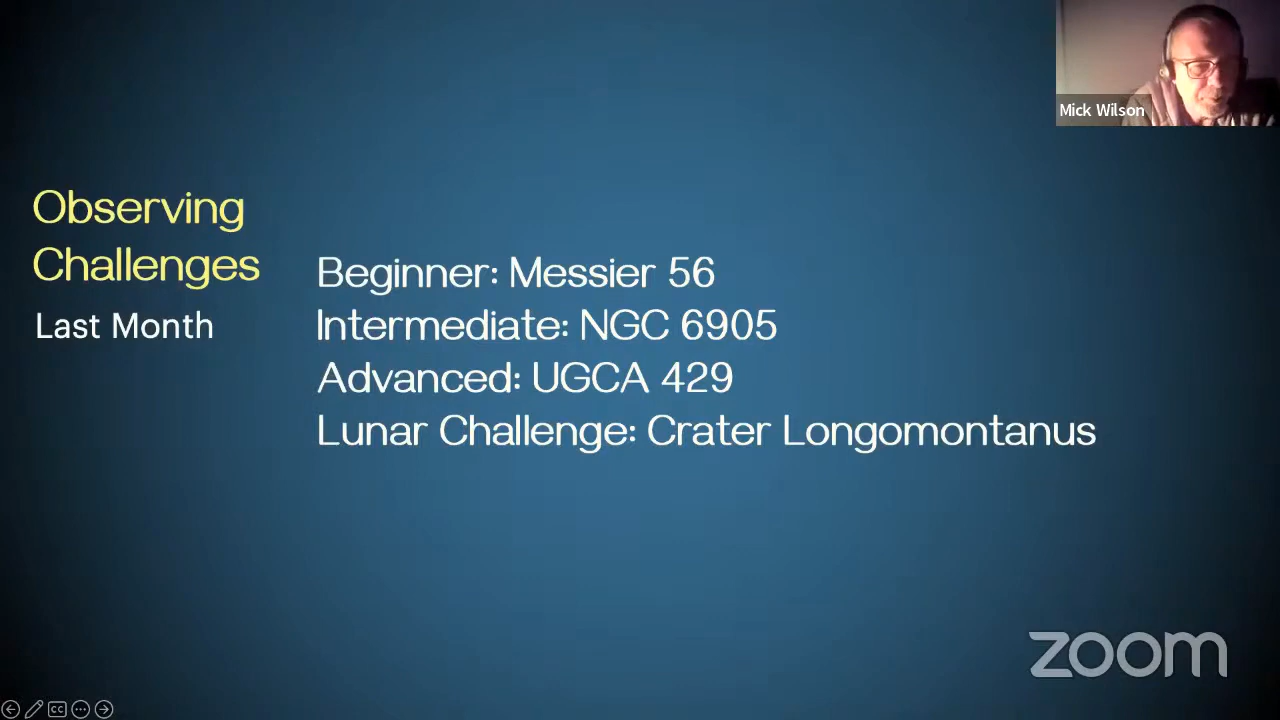 Mick Wilson
Observing
Challenges
Last Month
Beginner: Messier 56
Intermediate: NGC 6905
Advanced: UGCA 429
Lunar Challenge: Crater Longomontanus
zoom
CC